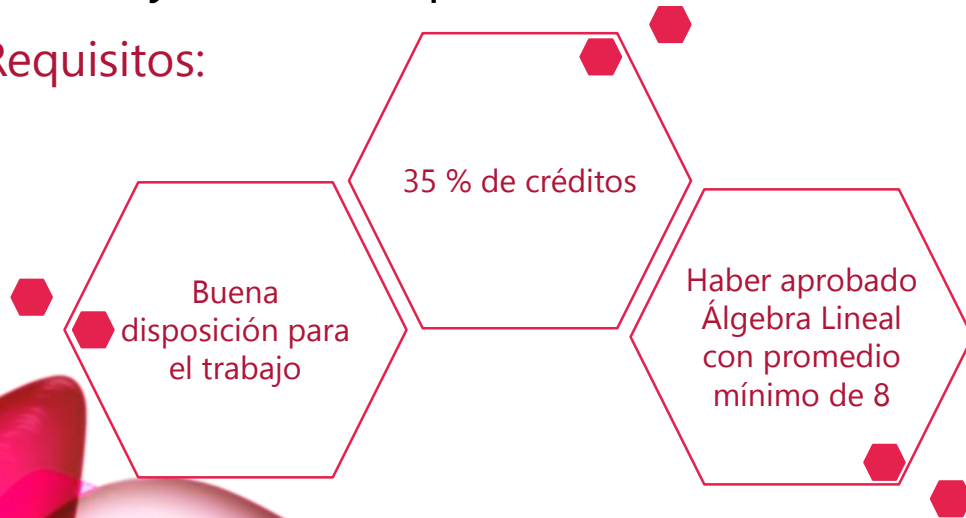 Requisitos:
35 % de créditos
Buena
disposición para
el trabajo
Haber aprobado
Álgebra Lineal
con promedio
mínimo de 8